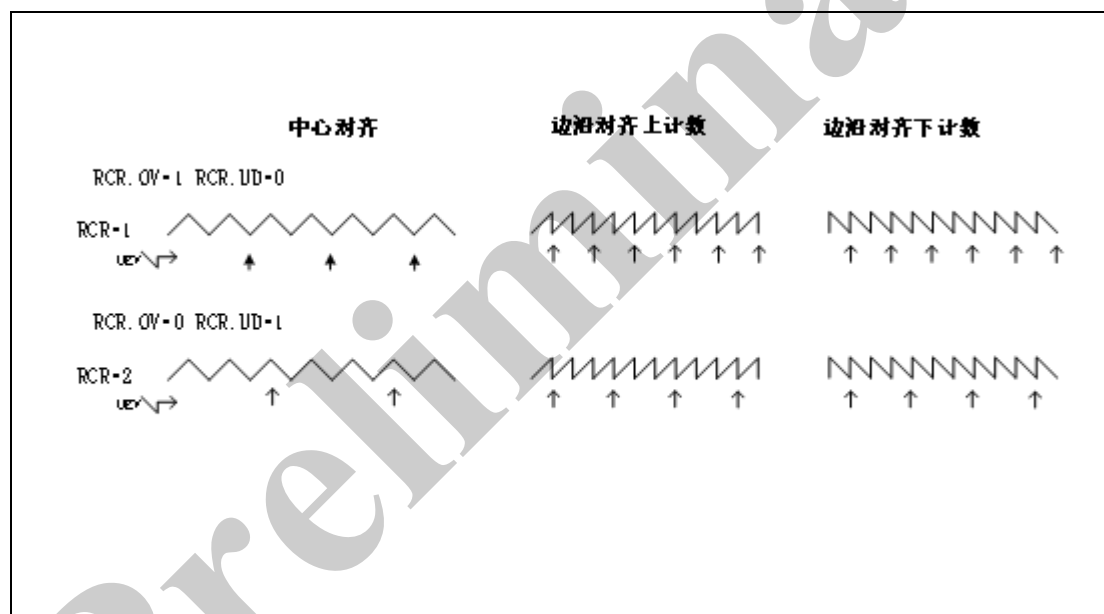 中心对齐 边沿对齐上计数 边沿对齐下计数
RCR.OV=1 RCR.UD=0
RCR=1
UEV
RCR.OV=0 RCR.UD=1
RCR=2
UEV
Prelimina